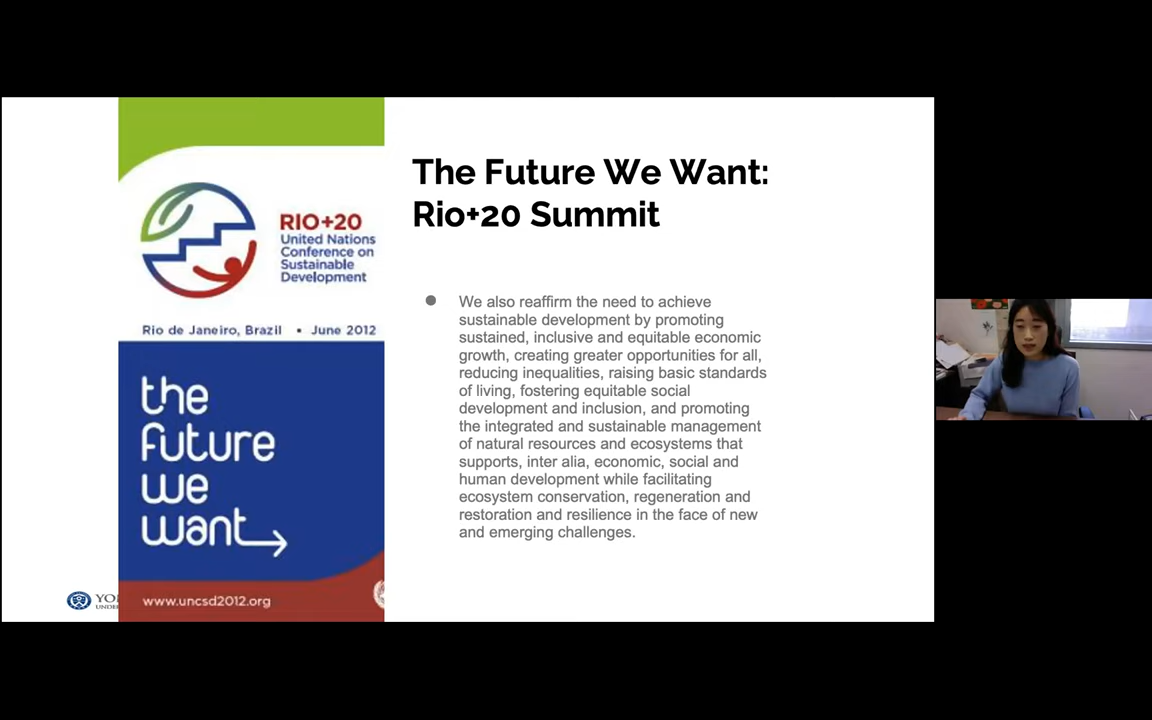 RIO+20
United Nations
Conference on
Sustainable
Development
Rio de Janeiro, Brazil • June 2012
the
future
we
want
www.uncsd2012.org
The Future We Want:
Rio+20 Summit
We also reaffirm the need to achieve
sustainable development by promoting
sustained, inclusive and equitable economic
growth, creating greater opportunities for all,
reducing inequalities, raising basic standards
of living, fostering equitable social
development and inclusion, and promoting
the integrated and sustainable management
of natural resources and ecosystems that
supports, inter alia, economic, social and
human development while facilitating
ecosystem conservation, regeneration and
restoration and resilience in the face of new
and emerging challenges.